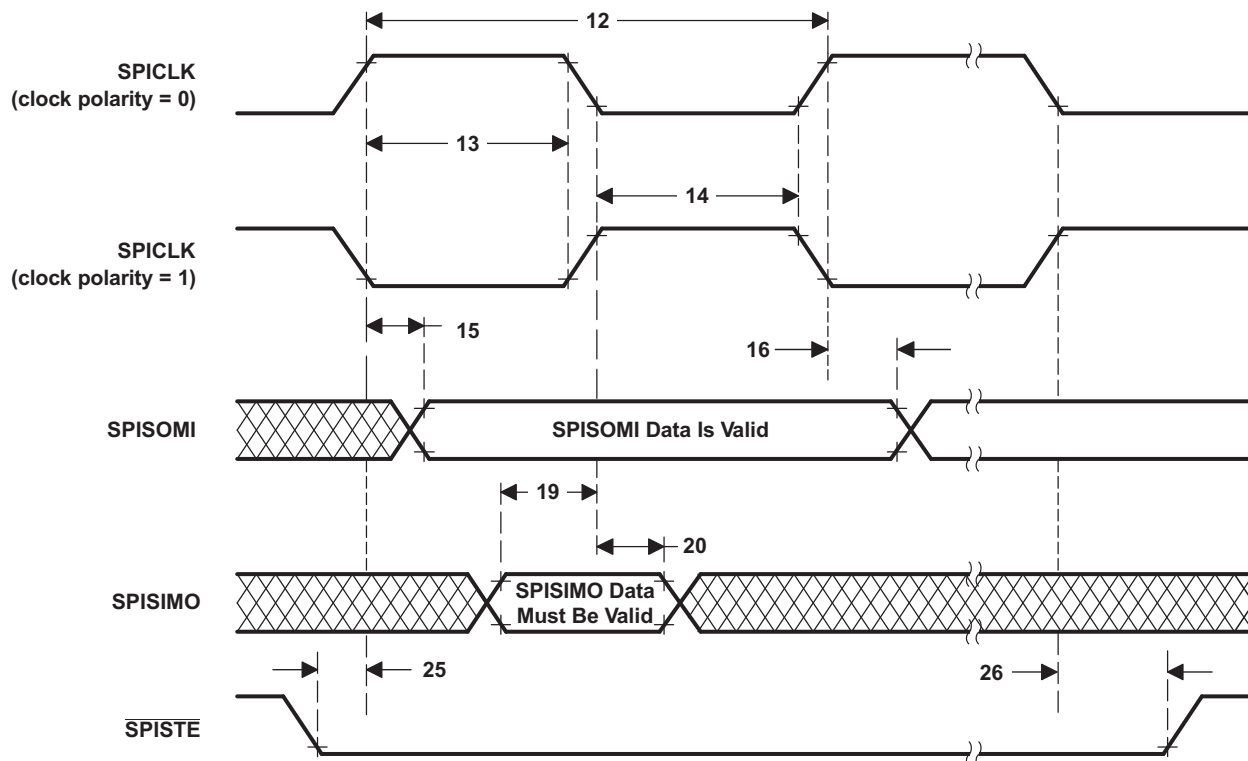 12
SPICLK
(clock polarity = 0)
13
14
SPICLK
(clock polarity = 1)
15
16
SPISOMI
SPISOMI Data Is Valid
19
20
SPISIMO
SPISIMO Data
Must Be Valid
25
26
SPISTE